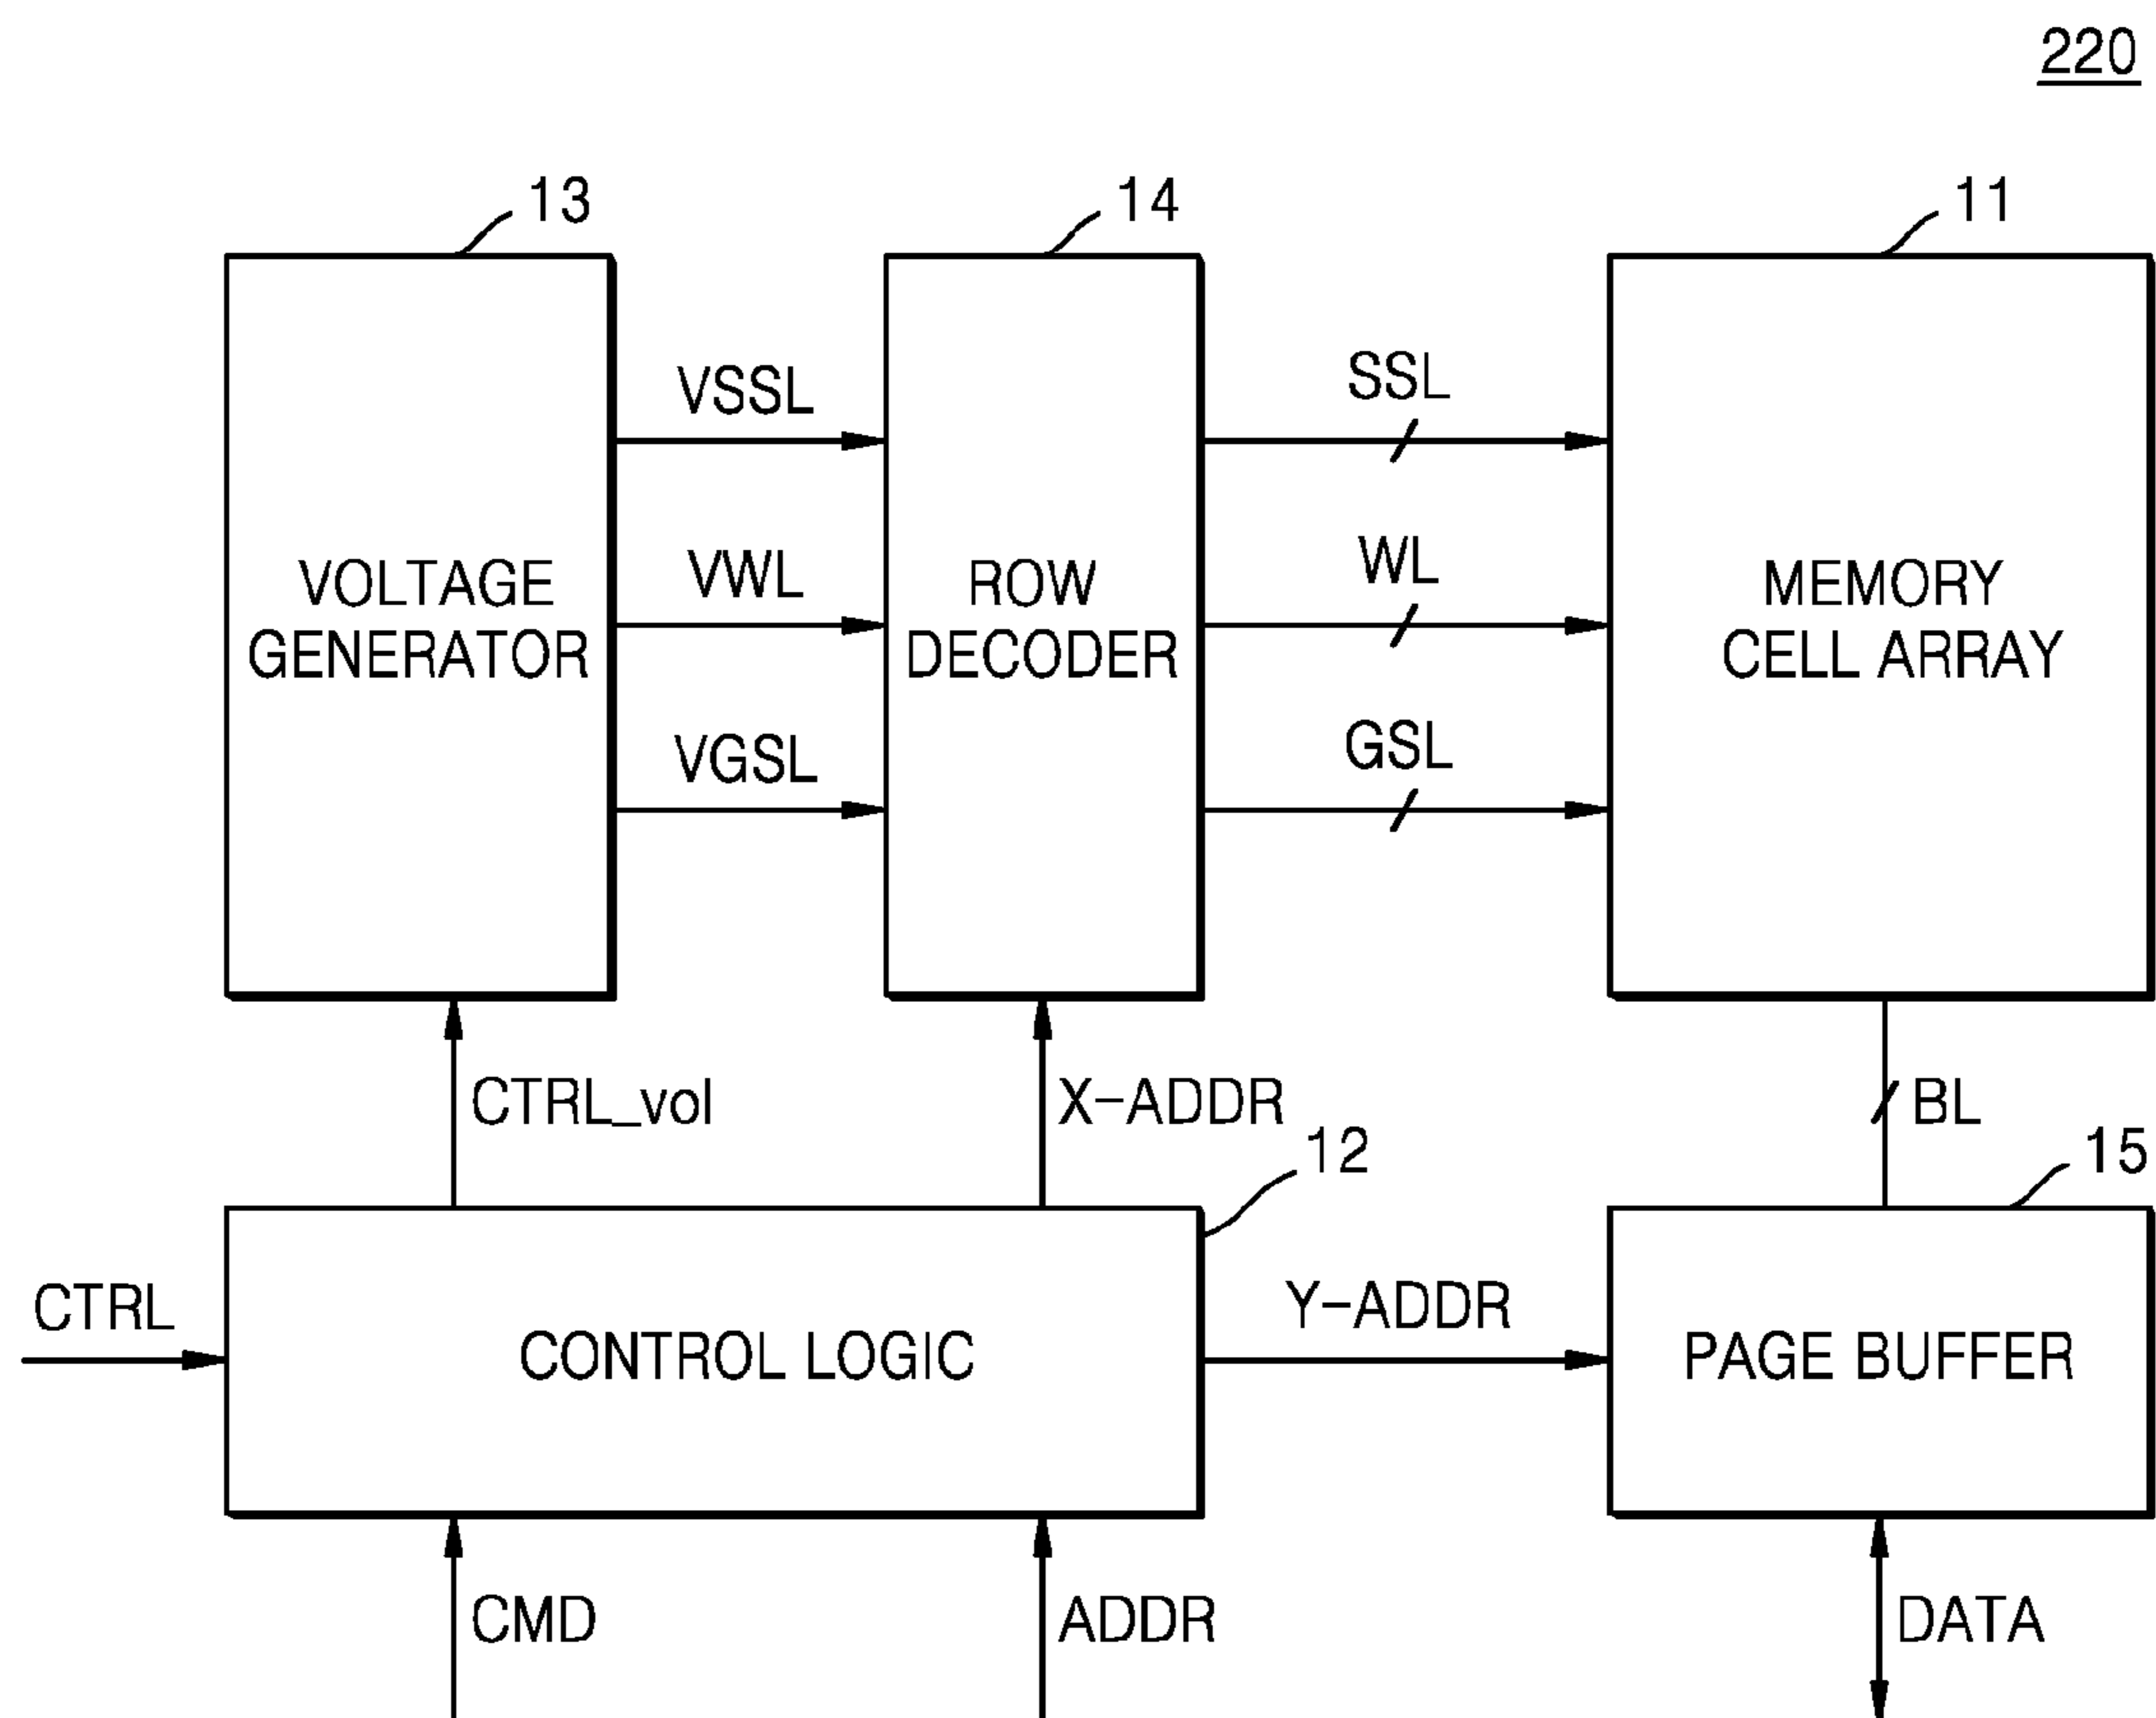 220
13
14
11
VSSL
SSL
VWL
WL
VOLTAGE
GENERATOR
ROW
DECODER
MEMORY
CELL ARRAY
VGSL
GSL
CTRL_vol
X-ADDR
BL
12
15
CTRL
CONTROL LOGIC
Y-ADDR
PAGE BUFFER
CMD
ADDR
DATA